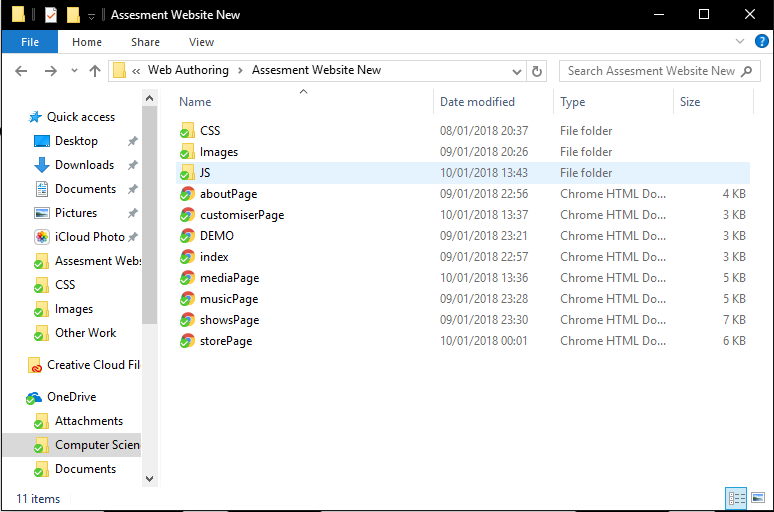 Assesment Website New
File Home Share View
« Web Authoring > Assesment Website New Search Assesment Website New
Name Date modified Type Size
Quick access
Desktop
Downloads
Documents
Pictures
iCloud Photo
Assesment Webs
CSS
Images
Other Work
Creative Cloud Fil
OneDrive
Attachments
Computer Scien
Documents
CSS 08/01/2018 20:37 File folder
Images 09/01/2018 20:26 File folder
JS 10/01/2018 13:43 File folder
aboutPage 09/01/2018 22:56 Chrome HTML Do... 4 KB
customiserPage 10/01/2018 13:37 Chrome HTML Do... 3 KB
DEMO 09/01/2018 23:21 Chrome HTML Do... 3 KB
index 09/01/2018 22:57 Chrome HTML Do... 3 KB
mediaPage 10/01/2018 13:36 Chrome HTML Do... 5 KB
musicPage 09/01/2018 23:28 Chrome HTML Do... 5 KB
showsPage 09/01/2018 23:30 Chrome HTML Do... 7 KB
storePage 10/01/2018 00:01 Chrome HTML Do... 6 KB
11 items